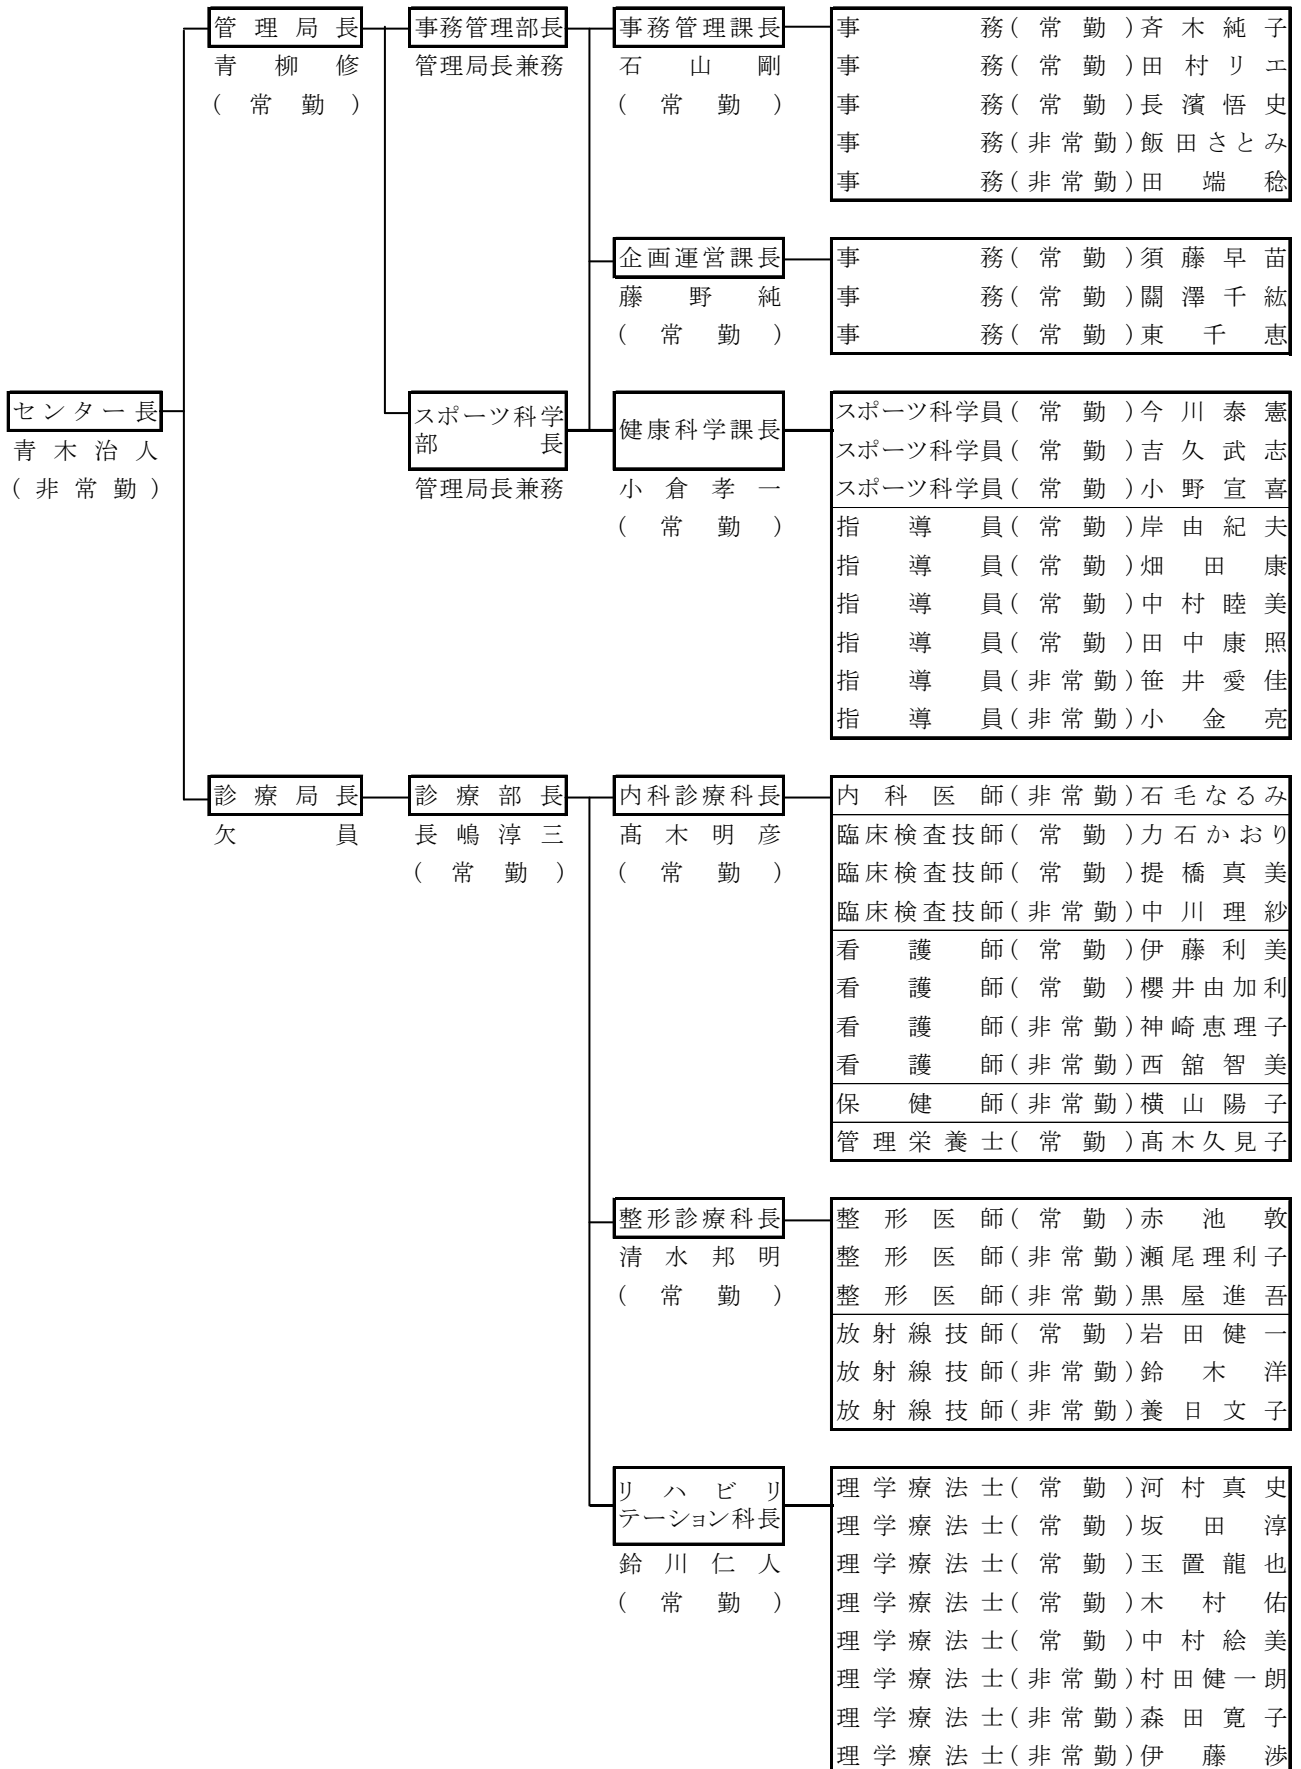 管理局長 事務管理部長 事務管理課長 事務(常勤)斉木純子
青柳修 管理局長兼務 石山剛 事務(常勤)田村リエ
(常勤) (常勤) 事務(常勤)長濱悟史
事務(非常勤)飯田さとみ
事務(非常勤)田端稔
企画運営課長 事務(常勤)須藤早苗
藤野純 事務(常勤)關澤千紘
(常勤) 事務(常勤)東千恵
センター長 スポーツ科学部長 健康科学課長 スポーツ科学員(常勤)今川泰憲
青木治人 スポーツ科学員(常勤)吉久武志
(非常勤) 管理局長兼務 小倉孝一 スポーツ科学員(常勤)小野宣喜
(常勤) 指導員(常勤)岸由紀夫
指導員(常勤)畑田康
指導員(常勤)中村睦美
指導員(常勤)田中康照
指導員(非常勤)笹井愛佳
指導員(非常勤)小金亮
診療局長 診療部長 内科診療科長 内科医師(非常勤)石毛なるみ
欠員 長嶋淳三 髙木明彦 臨床検査技師(常勤)力石かおり
(常勤) (常勤) 臨床検査技師(常勤)提橋真美
臨床検査技師(非常勤)中川理紗
看護師(常勤)伊藤利美
看護師(常勤)櫻井由加利
看護師(非常勤)神崎恵理子
看護師(非常勤)西舘智美
保健師(非常勤)横山陽子
管理栄養士(常勤)髙木久見子
整形診療科長 整形医師(常勤)赤池敦
清水邦明 整形医師(非常勤)瀬尾理利子
(常勤) 整形医師(非常勤)黒屋進吾
放射線技師(常勤)岩田健一
放射線技師(非常勤)鈴木洋
放射線技師(非常勤)養日文子
リハビリテーション科長 理学療法士(常勤)河村真史
理学療法士(常勤)坂田淳
鈴川仁人 理学療法士(常勤)玉置龍也
(常勤) 理学療法士(常勤)木村佑
理学療法士(常勤)中村絵美
理学療法士(非常勤)村田健一朗
理学療法士(非常勤)森田寛子
理学療法士(非常勤)伊藤渉